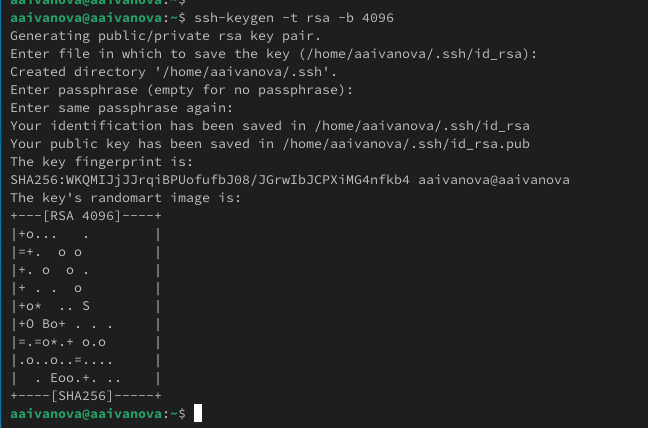 aaivanova@aaivanova:~$
aaivanova@aaivanova:~$ ssh-keygen -t rsa -b 4096
Generating public/private rsa key pair.
Enter file in which to save the key (/home/aaivanova/.ssh/id_rsa):
Created directory '/home/aaivanova/.ssh'.
Enter passphrase (empty for no passphrase):
Enter same passphrase again:
Your identification has been saved in /home/aaivanova/.ssh/id_rsa
Your public key has been saved in /home/aaivanova/.ssh/id_rsa.pub
The key fingerprint is:
SHA256:WKQMIJjJJrqiBPUofufbJ08/JGrwIbJCPXiMG4nfkb4 aaivanova@aaivanova
The key's randomart image is:
+---[RSA 4096]----+
|+o...   .        |
|=+.  o o         |
|+. o  o .        |
|+ . .  o         |
|+o*  .. S        |
|+O Bo+ . . .     |
|=.=o*.+ o.o      |
|.o..o..=....     |
|  . Eoo.+. ..    |
+----[SHA256]-----+
aaivanova@aaivanova:~$